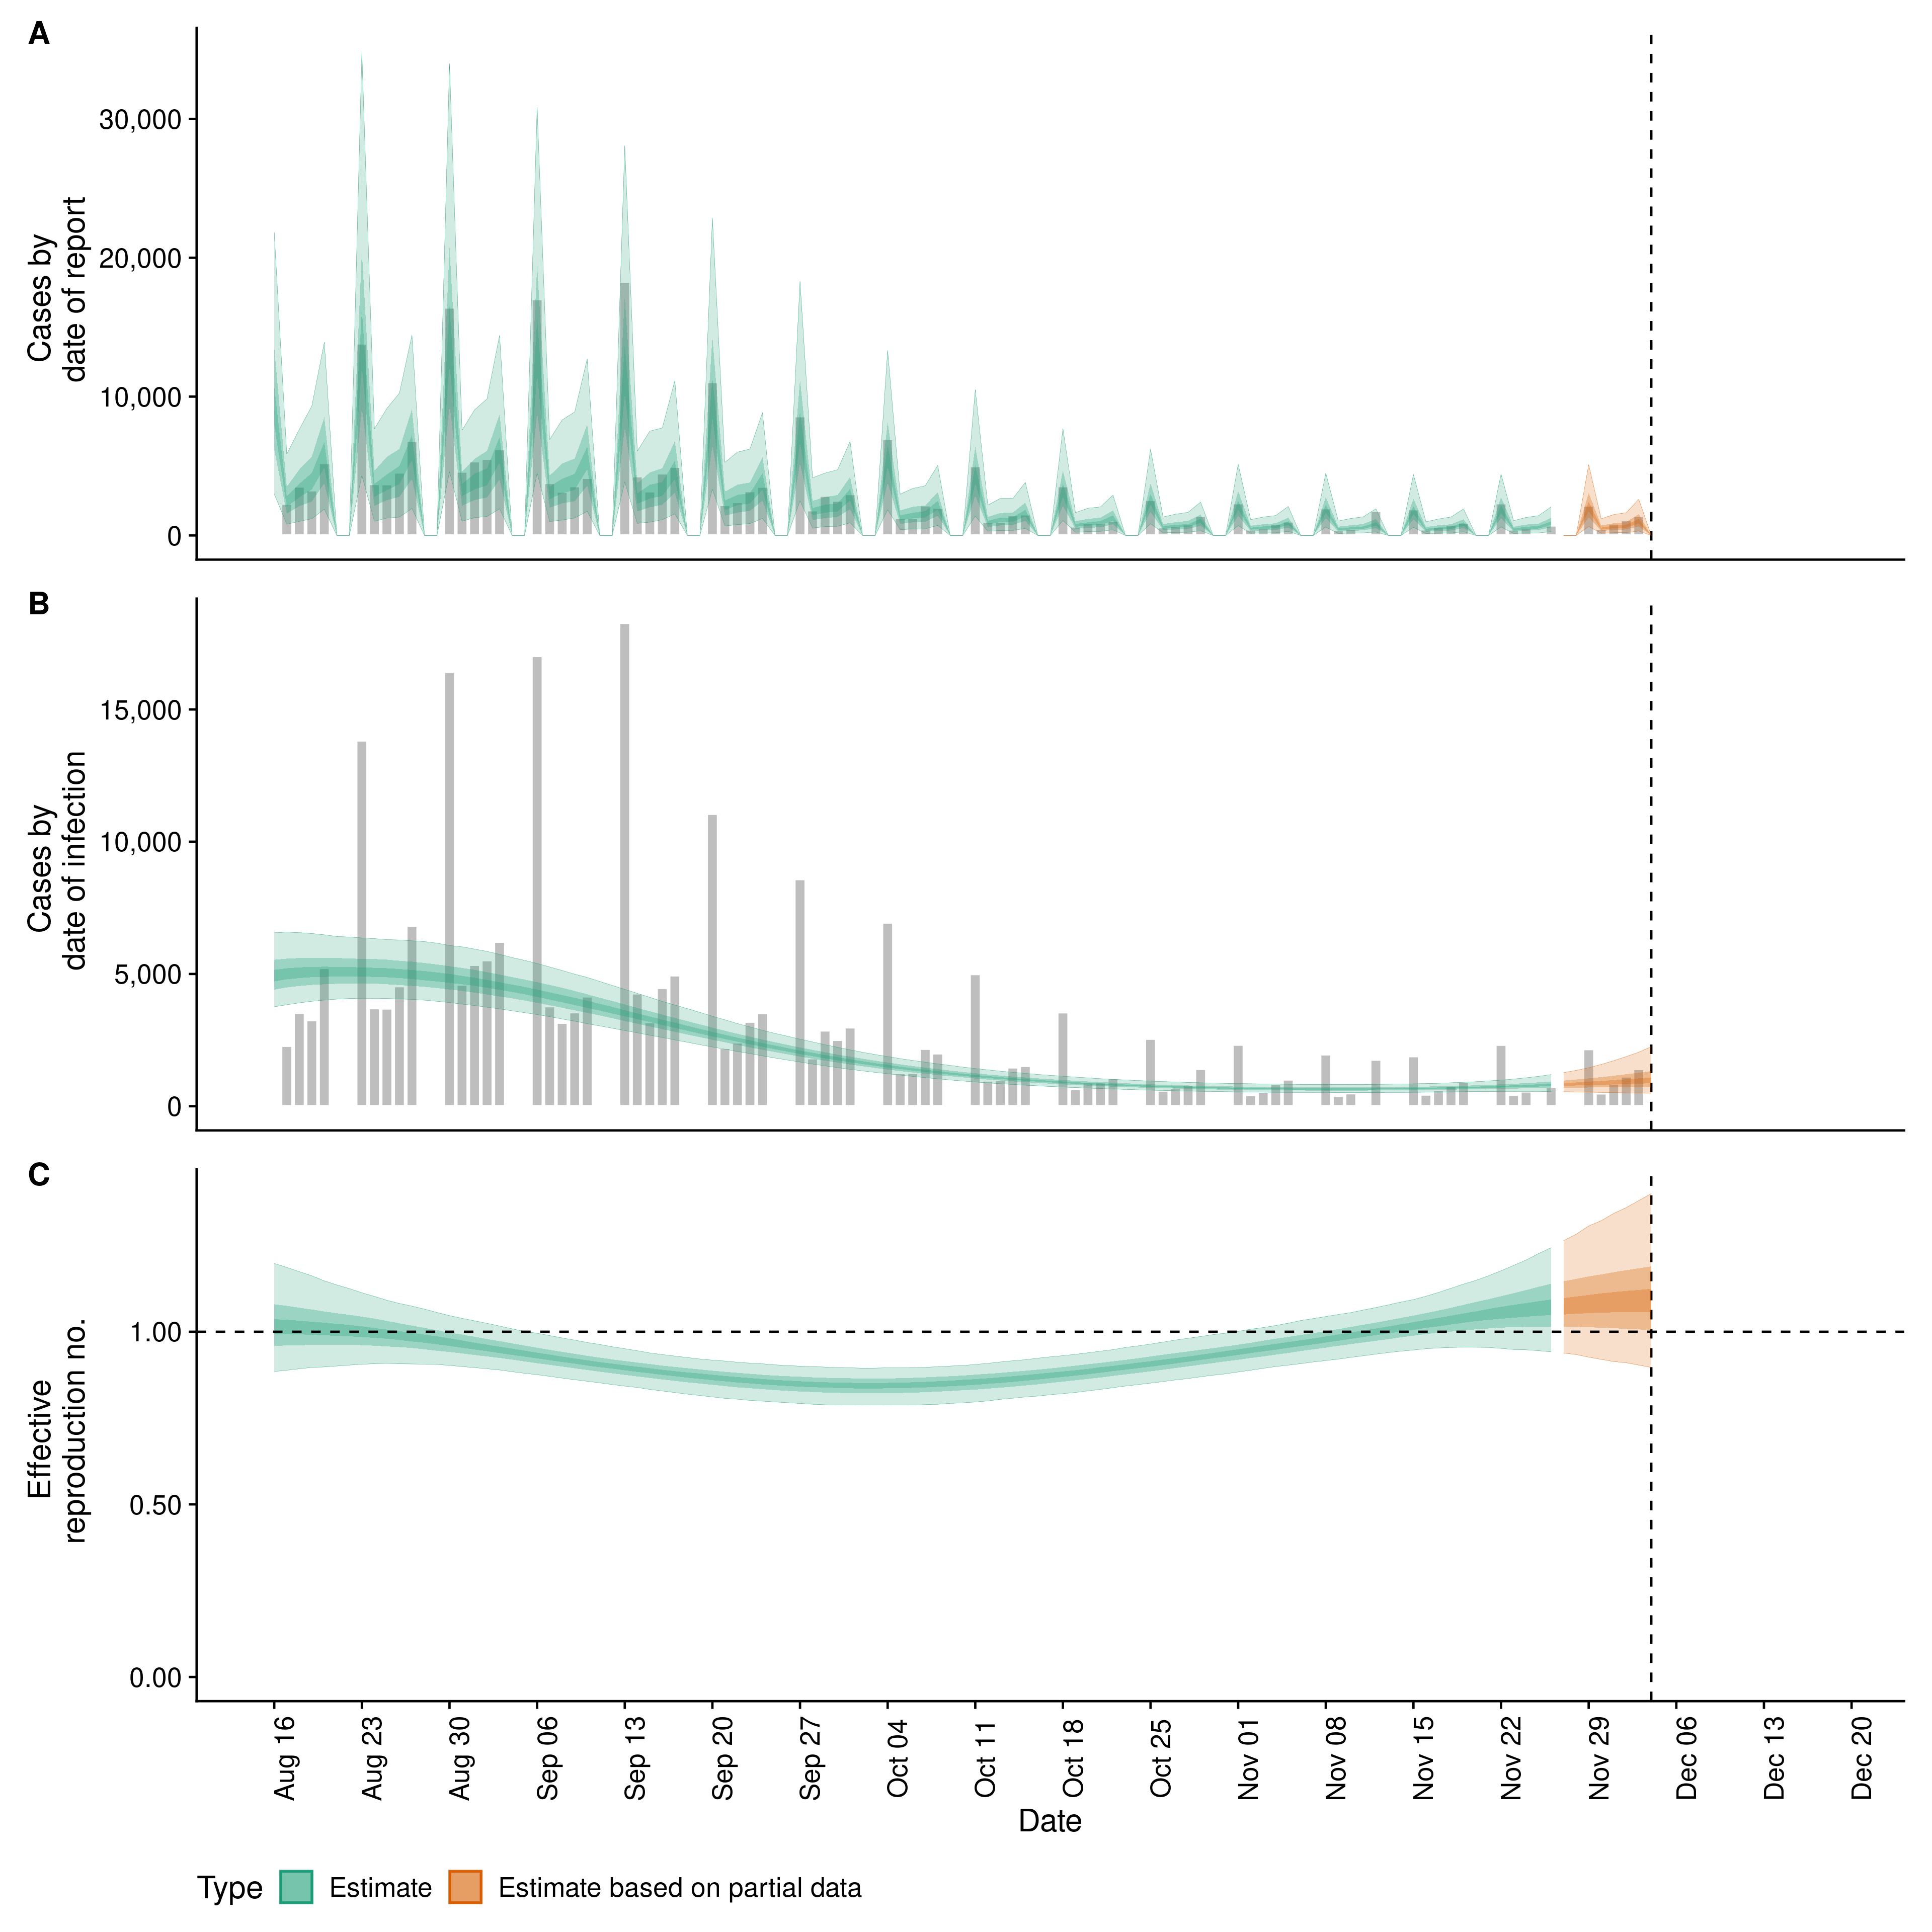 A
Cases by
date of report
30,000
20,000
10,000
0
B
Cases by
date of infection
15,000
10,000
5,000
0
C
Effective
reproduction no.
1.00
0.50
0.00
Aug 16
Aug 23
Aug 30
Sep 06
Sep 13
Sep 20
Sep 27
Oct 04
Oct 11
Oct 18
Oct 25
Nov 01
Nov 08
Nov 15
Nov 22
Nov 29
Dec 06
Dec 13
Dec 20
Date
Type Estimate Estimate based on partial data